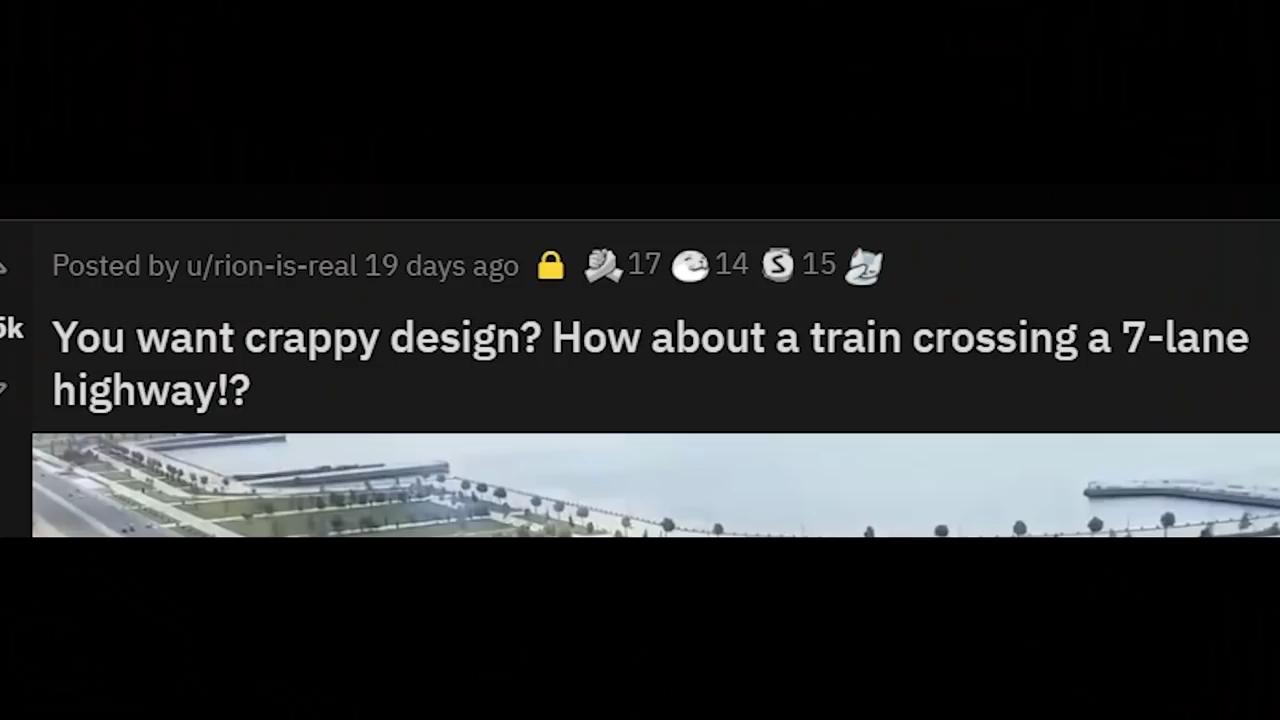 Posted by u/rion-is-real 19 days ago 17 14 S 15
5k
You want crappy design? How about a train crossing a 7-lane
highway!?